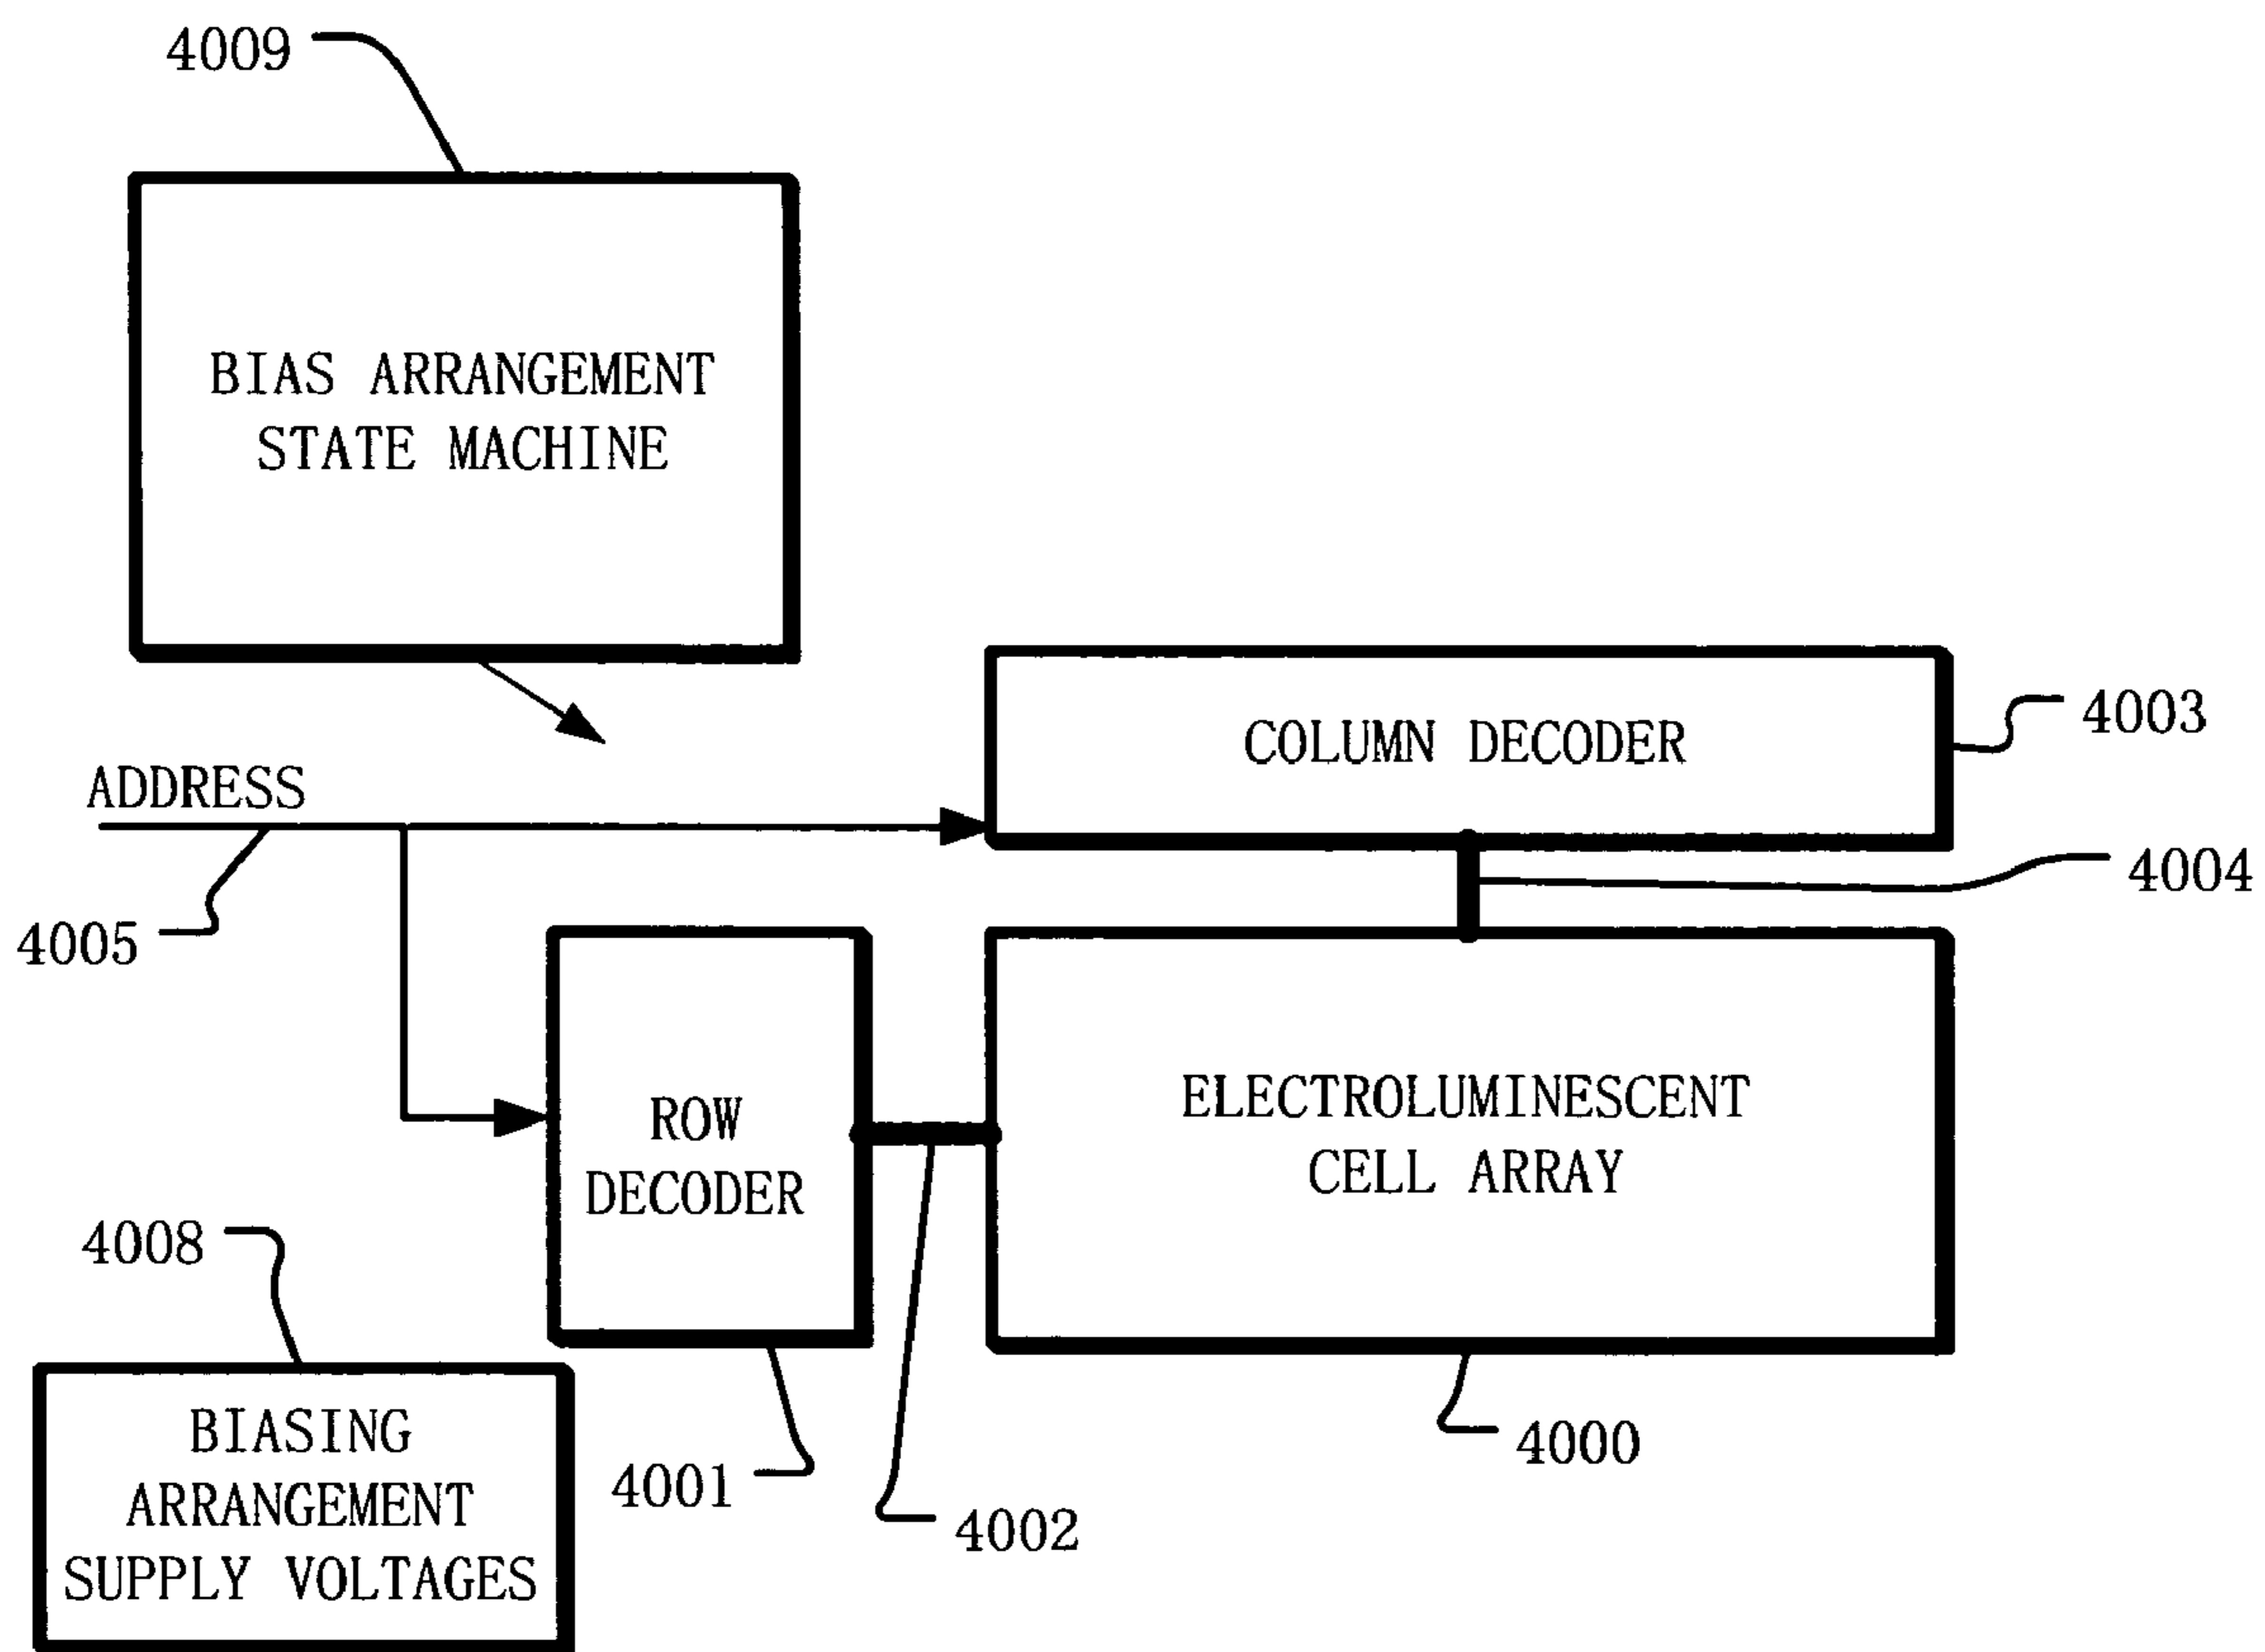 4009
BIAS ARRANGEMENT
STATE MACHINE
COLUMN DECODER
4003
ADDRESS
4004
4005
ELECTROLUMINESCENT
CELL ARRAY
ROW
DECODER
4008
BIASING
ARRANGEMENT
SUPPLY VOLTAGES
4001
4002
4000